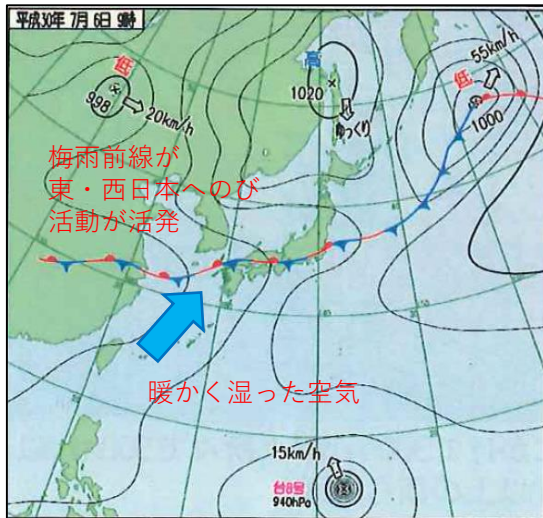 平成30年 7月 6日 9時
低
998
20km/h
高
1020
ゆっくり
55km/h
低
1000
梅雨前線が
東・西日本へのび
活動が活発
暖かく湿った空気
15km/h
台8号
940hPa